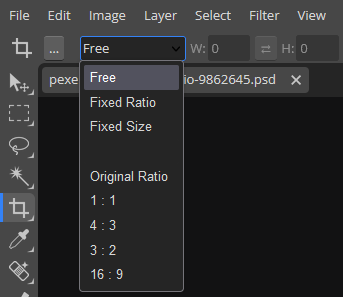 File Edit Image Layer Select Filter View
... Free W: 0 H: 0
pexe io-9862645.psd
Free
Fixed Ratio
Fixed Size
Original Ratio
1 : 1
4 : 3
3 : 2
16 : 9